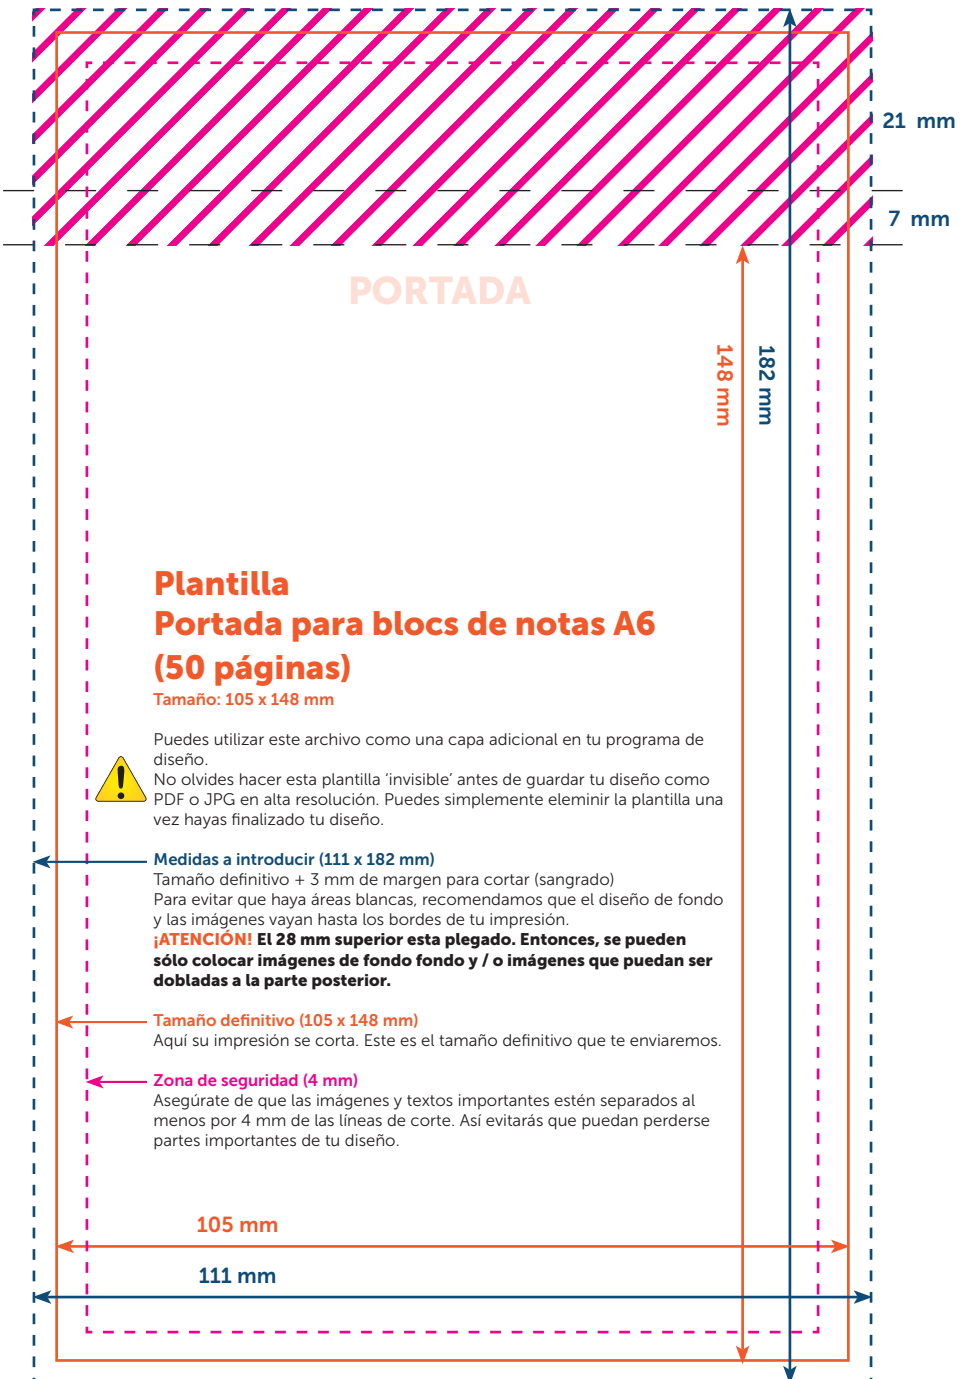 21 mm
7 mm
PORTADA
148 mm
182 mm
Plantilla
Portada para blocs de notas A6
(50 páginas)
Tamaño: 105 x 148 mm
Puedes utilizar este archivo como una capa adicional en tu programa de
diseño.
No olvides hacer esta plantilla ‘invisible’ antes de guardar tu diseño como
PDF o JPG en alta resolución. Puedes simplemente eleminir la plantilla una
vez hayas finalizado tu diseño.
Medidas a introducir (111 x 182 mm)
Tamaño definitivo + 3 mm de margen para cortar (sangrado)
Para evitar que haya áreas blancas, recomendamos que el diseño de fondo
y las imágenes vayan hasta los bordes de tu impresión.
¡ATENCIÓN! El 28 mm superior esta plegado. Entonces, se pueden
sólo colocar imágenes de fondo fondo y / o imágenes que puedan ser
dobladas a la parte posterior.
Tamaño definitivo (105 x 148 mm)
Aquí su impresión se corta. Este es el tamaño definitivo que te enviaremos.
Zona de seguridad (4 mm)
Asegúrate de que las imágenes y textos importantes estén separados al
menos por 4 mm de las líneas de corte. Así evitarás que puedan perderse
partes importantes de tu diseño.
105 mm
111 mm